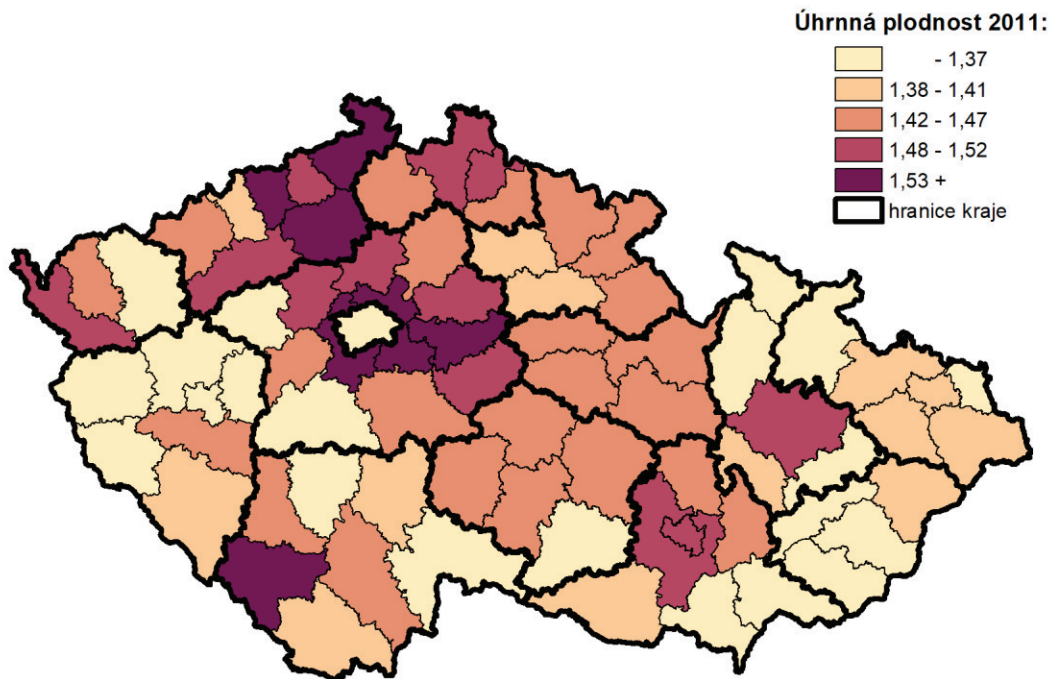 Úhrnná plodnost 2011:
- 1,37
1,38 - 1,41
1,42 - 1,47
1,48 - 1,52
1,53 +
hranice kraje